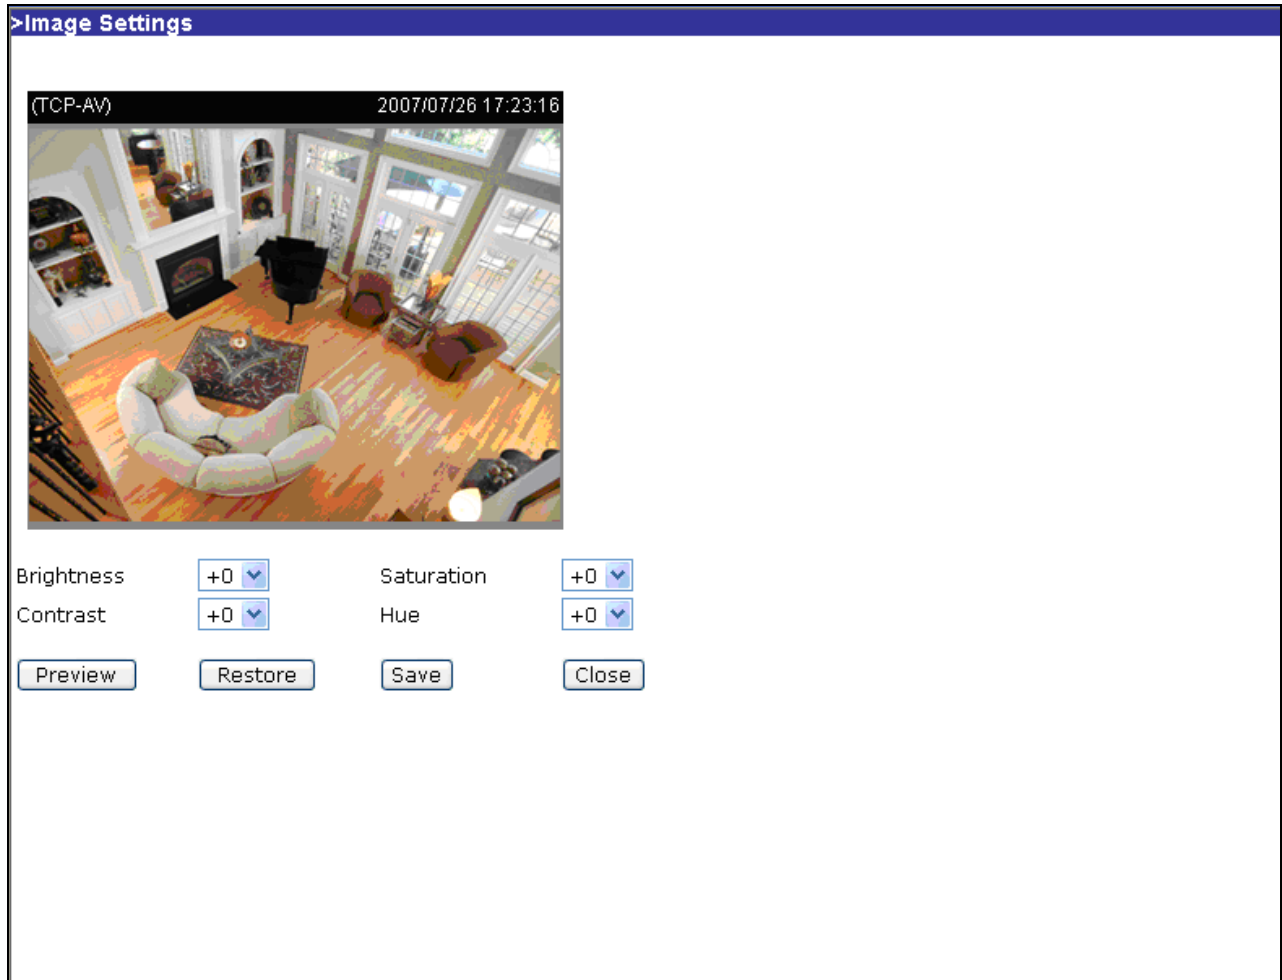 >Image Settings
(TCP-AV) 2007/07/26 17:23:16
Brightness +0 Saturation +0
Contrast +0 Hue +0
Preview Restore Save Close